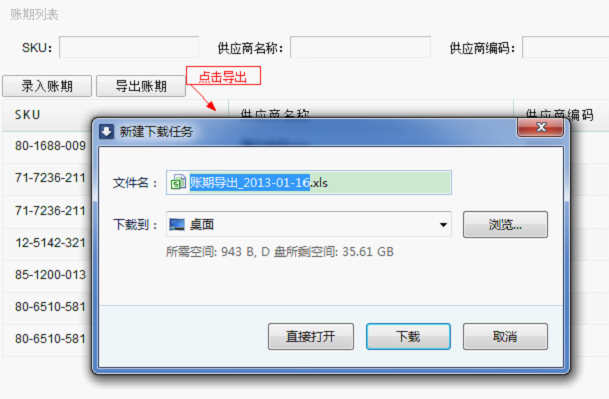 账期列表
SKU: 供应商名称: 供应商编码:
录入账期 导出账期 点击导出
SKU 供应商名称 供应商编码
80-1688-009
71-7236-211
71-7236-211
12-5142-321
85-1200-013
80-6510-581
80-6510-581
新建下载任务
文件名: 账期导出_2013-01-16.xls
下载到: 桌面 浏览...
所需空间: 943 B, D 盘所剩空间: 35.61 GB
直接打开 下载 取消